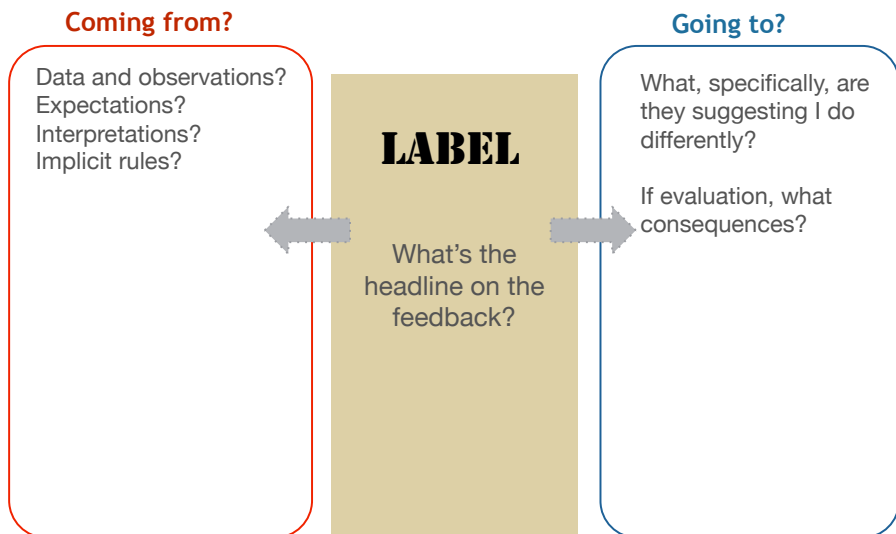 Coming from?
Data and observations?
Expectations?
Interpretations?
Implicit rules?
LABEL
What’s the
headline on the
feedback?
Going to?
What, specifically, are
they suggesting I do
differently?
If evaluation, what
consequences?